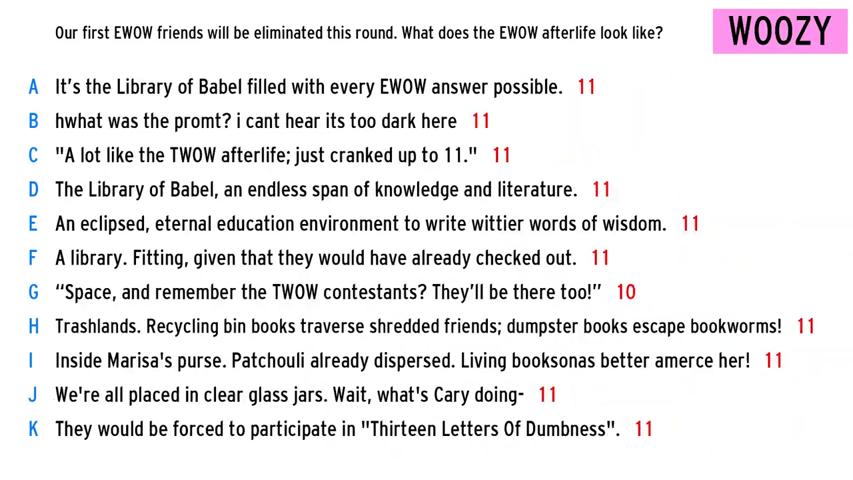 Our first EWOW friends will be eliminated this round. What does the EWOW afterlife look like?
WOOZY
A It's the Library of Babel filled with every EWOW answer possible. 11
B hwhat was the promt? i cant hear its too dark here 11
C "A lot like the TWOW afterlife; just cranked up to 11." 11
D The Library of Babel, an endless span of knowledge and literature. 11
E An eclipsed, eternal education environment to write wittier words of wisdom. 11
F A library. Fitting, given that they would have already checked out. 11
G “Space, and remember the TWOW contestants? They'll be there too!” 10
H Trashlands. Recycling bin books traverse shredded friends; dumpster books escape bookworms! 11
I Inside Marisa's purse. Patchouli already dispersed. Living booksonas better amerce her! 11
J We're all placed in clear glass jars. Wait, what's Cary doing- 11
K They would be forced to participate in "Thirteen Letters Of Dumbness". 11